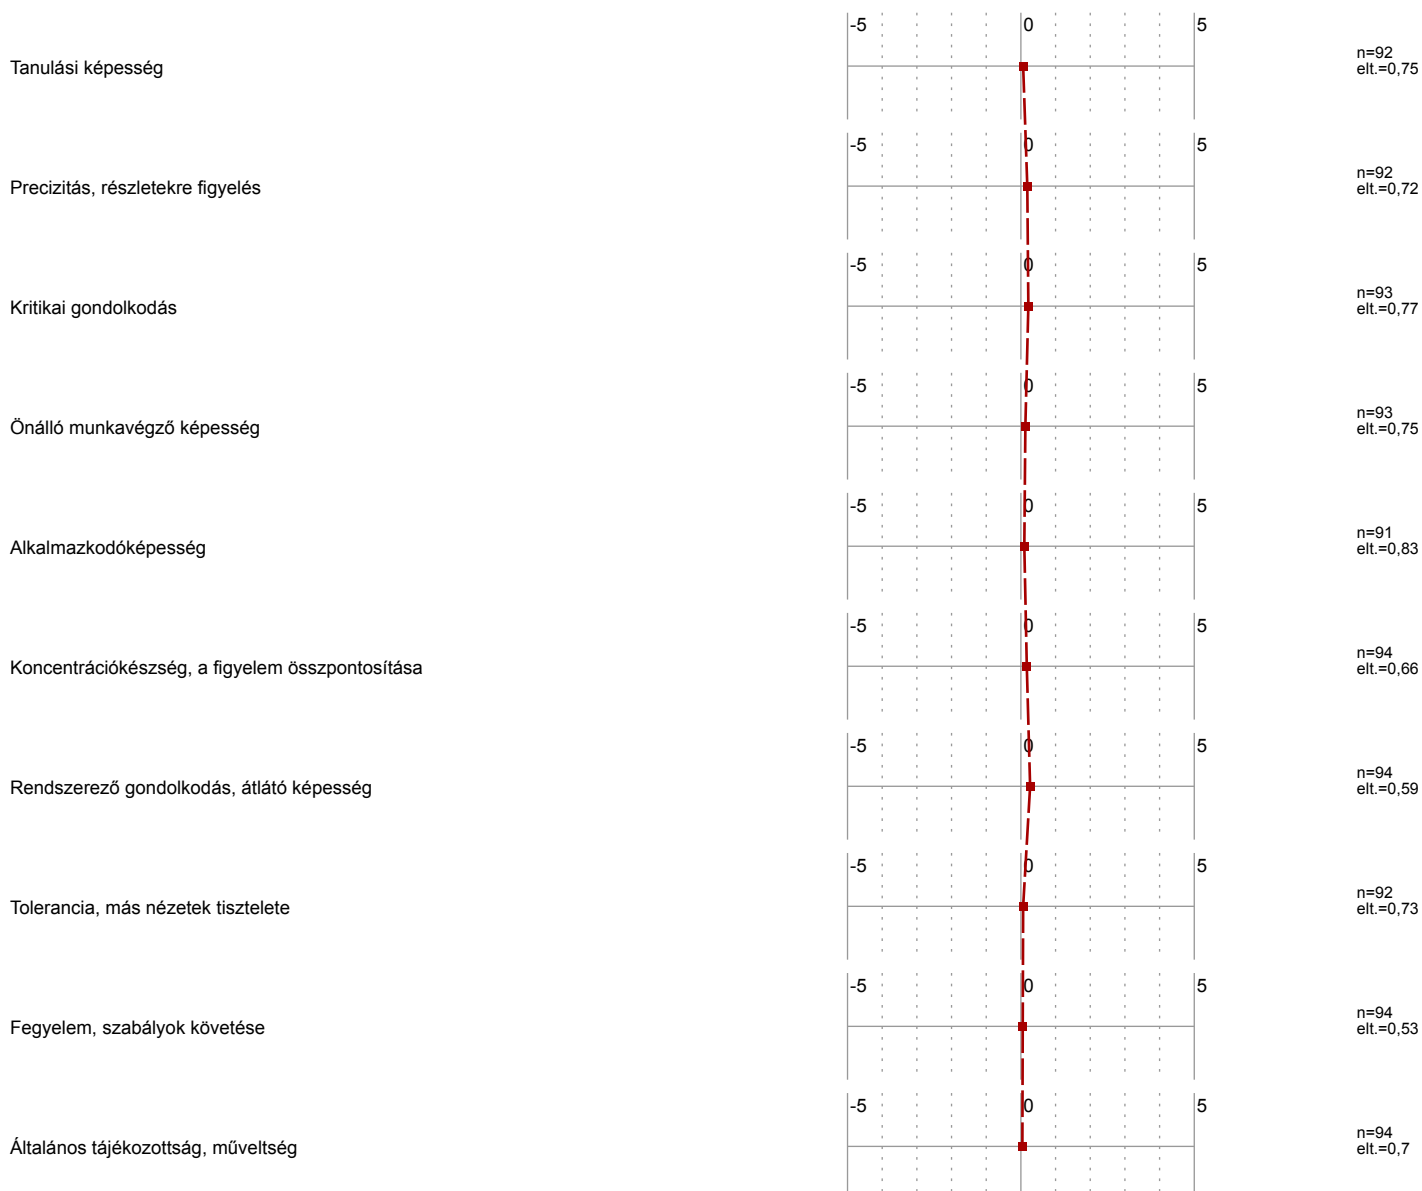 -5 0 5
Tanulási képesség
n=92
elt.=0,75
-5 0 5
Precizitás, részletekre figyelés
n=92
elt.=0,72
-5 0 5
Kritikai gondolkodás
n=93
elt.=0,77
-5 0 5
Önálló munkavégző képesség
n=93
elt.=0,75
-5 0 5
Alkalmazkodóképesség
n=91
elt.=0,83
-5 0 5
Koncentrációkészség, a figyelem összpontosítása
n=94
elt.=0,66
-5 0 5
Rendszerező gondolkodás, átlátó képesség
n=94
elt.=0,59
-5 0 5
Tolerancia, más nézetek tisztelete
n=92
elt.=0,73
-5 0 5
Fegyelem, szabályok követése
n=94
elt.=0,53
-5 0 5
Általános tájékozottság, műveltség
n=94
elt.=0,7